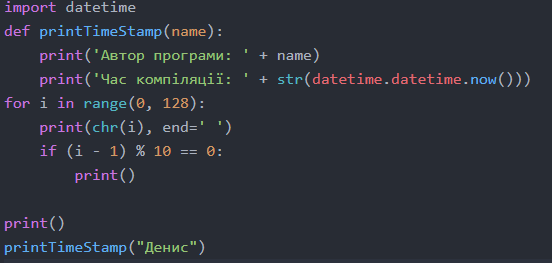 import datetime
def printTimeStamp(name):
    print('Автор програми: ' + name)
    print('Час компіляції: ' + str(datetime.datetime.now()))
for i in range(0, 128):
    print(chr(i), end=' ')
    if (i - 1) % 10 == 0:
        print()

print()
printTimeStamp("Денис")